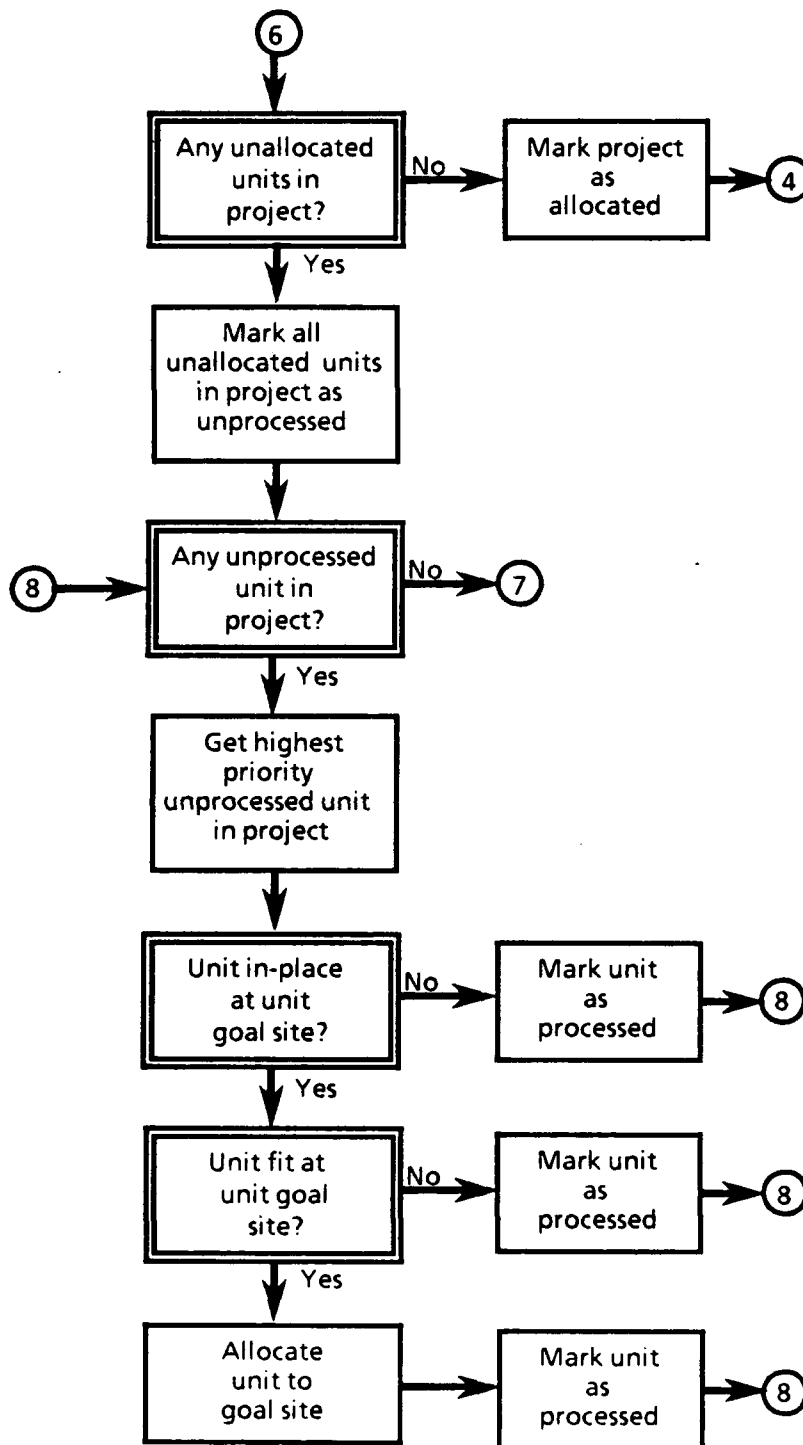 6
Any unallocated
units in
project?
No
Mark project
as
allocated
4
Yes
Mark all
unallocated units
in project as
unprocessed
8
Any unprocessed
unit in
project?
No
7
Yes
Get highest
priority
unprocessed unit
in project
Unit in-place
at unit
goal site?
No
Mark unit
as
processed
8
Yes
Unit fit at
unit goal
site?
No
Mark unit
as
processed
8
Yes
Allocate
unit to
goal site
Mark unit
as
processed
8